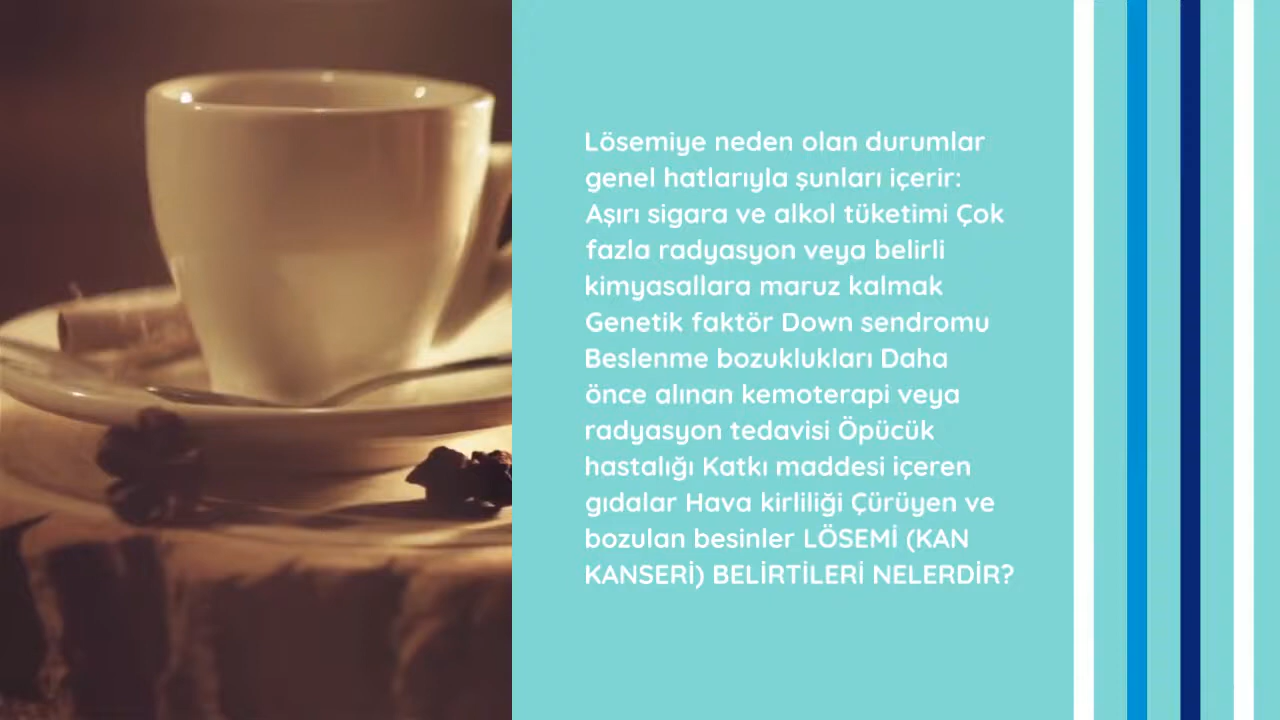 Lösemiye neden olan durumlar
genel hatlarıyla şunları içerir:
Aşırı sigara ve alkol tüketimi Çok
fazla radyasyon veya belirli
kimyasallara maruz kalmak
Genetik faktör Down sendromu
Beslenme bozuklukları Daha
önce alınan kemoterapi veya
radyasyon tedavisi Öpücük
hastalığı Katkı maddesi içeren
gıdalar Hava kirliliği Çürüyen ve
bozulan besinler LÖSEMİ (KAN
KANSERİ) BELİRTİLERİ NELERDİR?